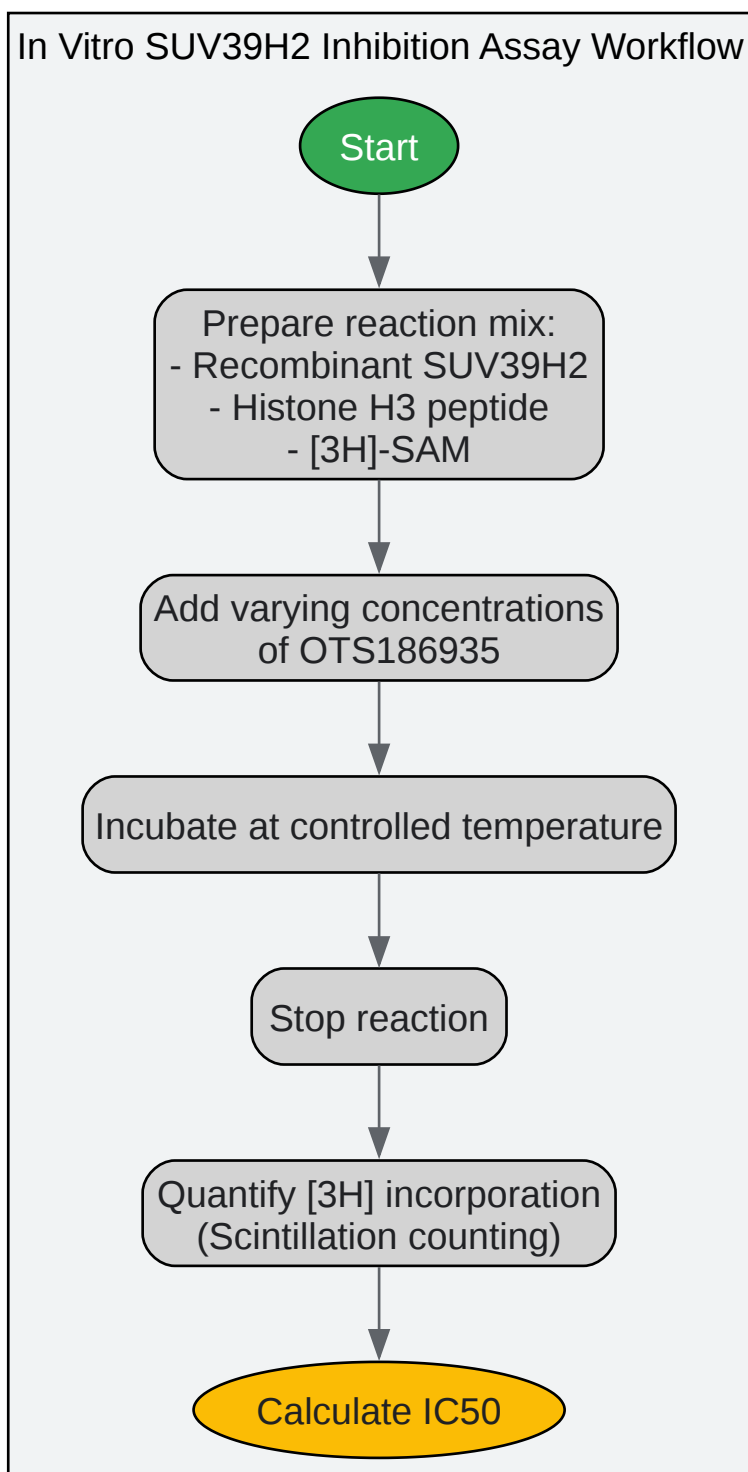 In Vitro SUV39H2 Inhibition Assay Workflow
Start
Prepare reaction mix:
- Recombinant SUV39H2
- Histone H3 peptide
- [3H]-SAM
Add varying concentrations
of OTS186935
Incubate at controlled temperature
Stop reaction
Quantify [3H] incorporation
(Scintillation counting)
Calculate IC50